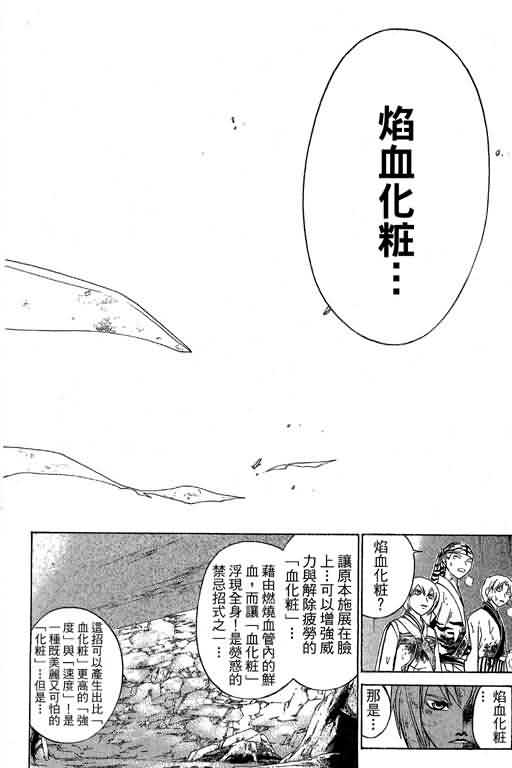 焰血化粧…
焰血化粧…
那是…
焰血化粧？
讓原本施展在臉
上…可以增強威
力與解除疲勞的
「血化粧」…
藉由燃燒血管內的鮮
血，而讓「血化粧」
浮現全身！是熒惑的
禁忌招式之一…
這招可以產生出比「
血化粧」更高的「強
度」與「速度」！是
一種既美麗又可怕的
「化粧」…但是…